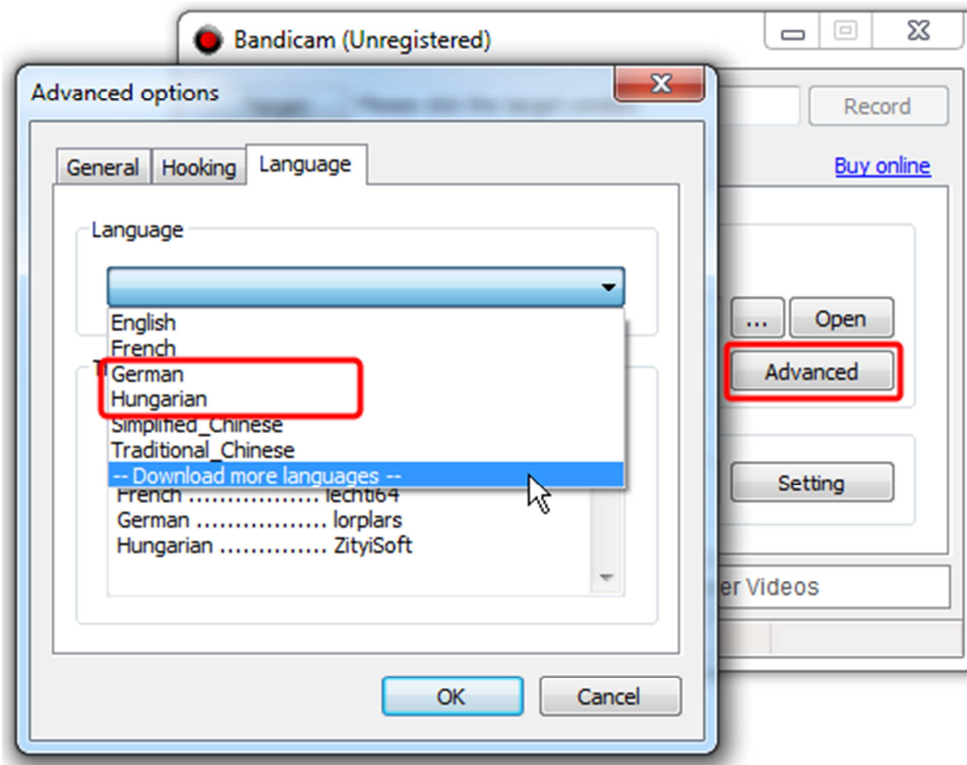 Bandicam (Unregistered)
Advanced options
Record
General
Hooking
Language
Buy online
Language
English
French
German
Hungarian
Simplified_Chinese
Traditional_Chinese
-- Download more languages --
French ................. lechti64
German ................. lorplars
Hungarian .............. ZityiSoft
...
Open
Advanced
Setting
er Videos
OK
Cancel